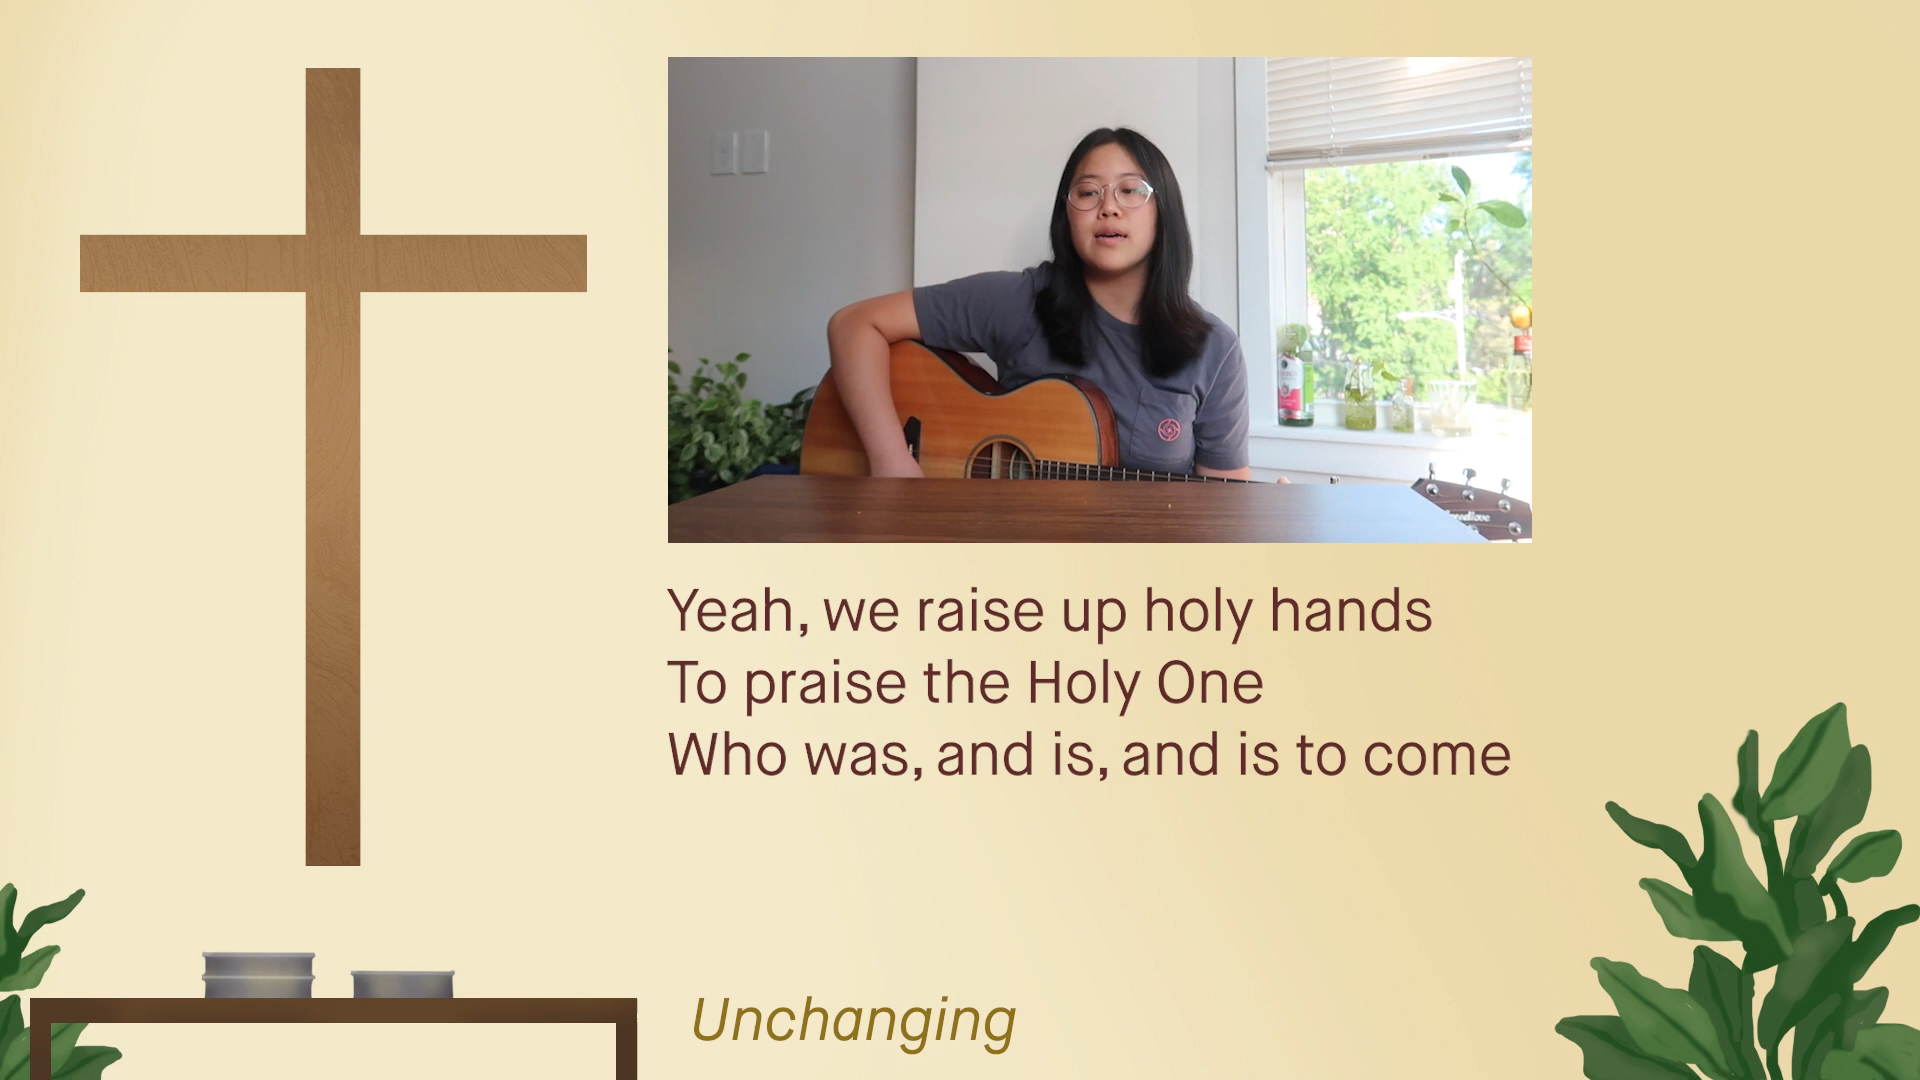 Yeah, we raise up holy hands
To praise the Holy One
Who was, and is, and is to come
Unchanging